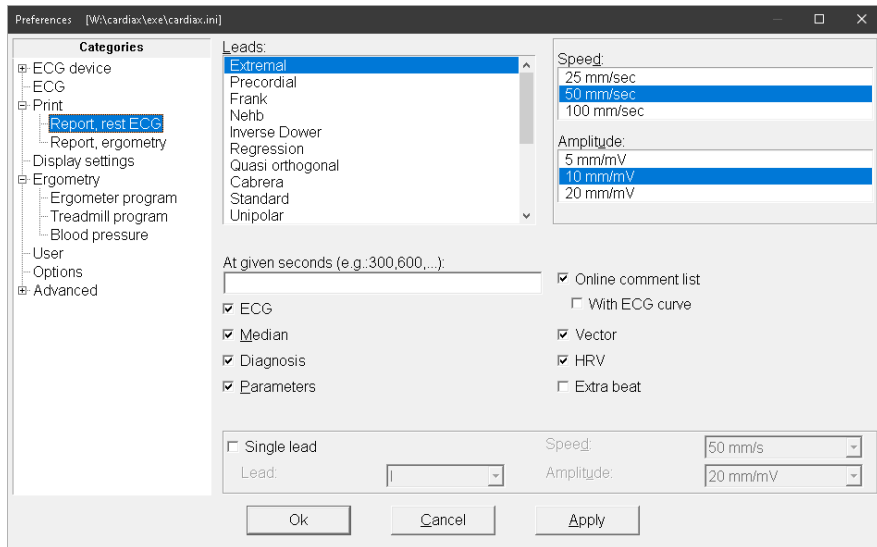 Preferences [W:\cardiax\exe\cardiax.ini]
Categories
ECG device
ECG
Print
Report, rest ECG
Report, ergometry
Display settings
Ergometry
Ergometer program
Treadmill program
Blood pressure
User
Options
Advanced
Leads:
Extremal
Precordial
Frank
Nehb
Inverse Dower
Regression
Quasi orthogonal
Cabrera
Standard
Unipolar
Speed:
25 mm/sec
50 mm/sec
100 mm/sec
Amplitude:
5 mm/mV
10 mm/mV
20 mm/mV
At given seconds (e.g.:300,600,...):
ECG
Median
Diagnosis
Parameters
Online comment list
With ECG curve
Vector
HRV
Extra beat
Single lead
Lead: I
Speed: 50 mm/s
Amplitude: 20 mm/mV
Ok
Cancel
Apply